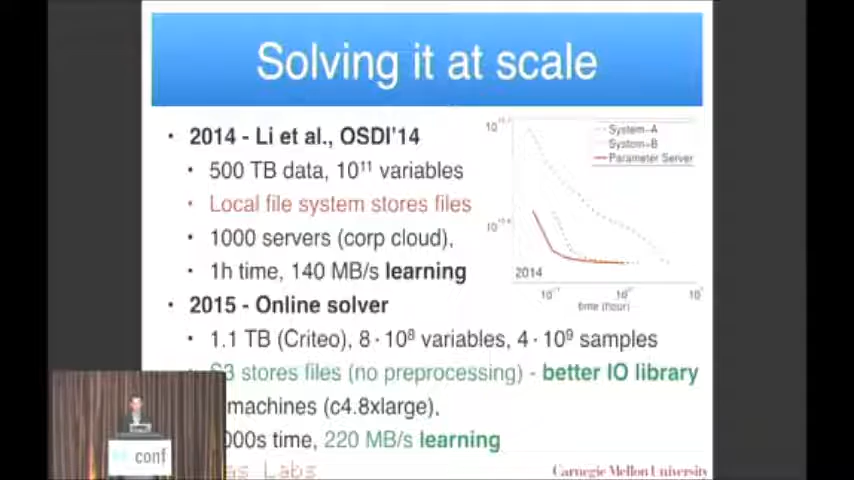 Solving it at scale
• 2014 - Li et al., OSDI'14
• 500 TB data, 10¹¹ variables
• Local file system stores files
• 1000 servers (corp cloud),
• 1h time, 140 MB/s learning
• 2015 - Online solver
• 1.1 TB (Criteo), 8·10⁸ variables, 4·10⁹ samples
• S3 stores files (no preprocessing) - better IO library
machines (c4.8xlarge),
000s time, 220 MB/s learning
System-A
System-B
Parameter Server
2014
time (hour)
conf
Labs
Carnegie Mellon University